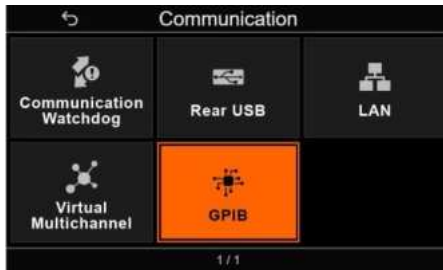 Communication
Communication
Watchdog
Rear USB
LAN
Virtual
Multichannel
GPIB
1/1